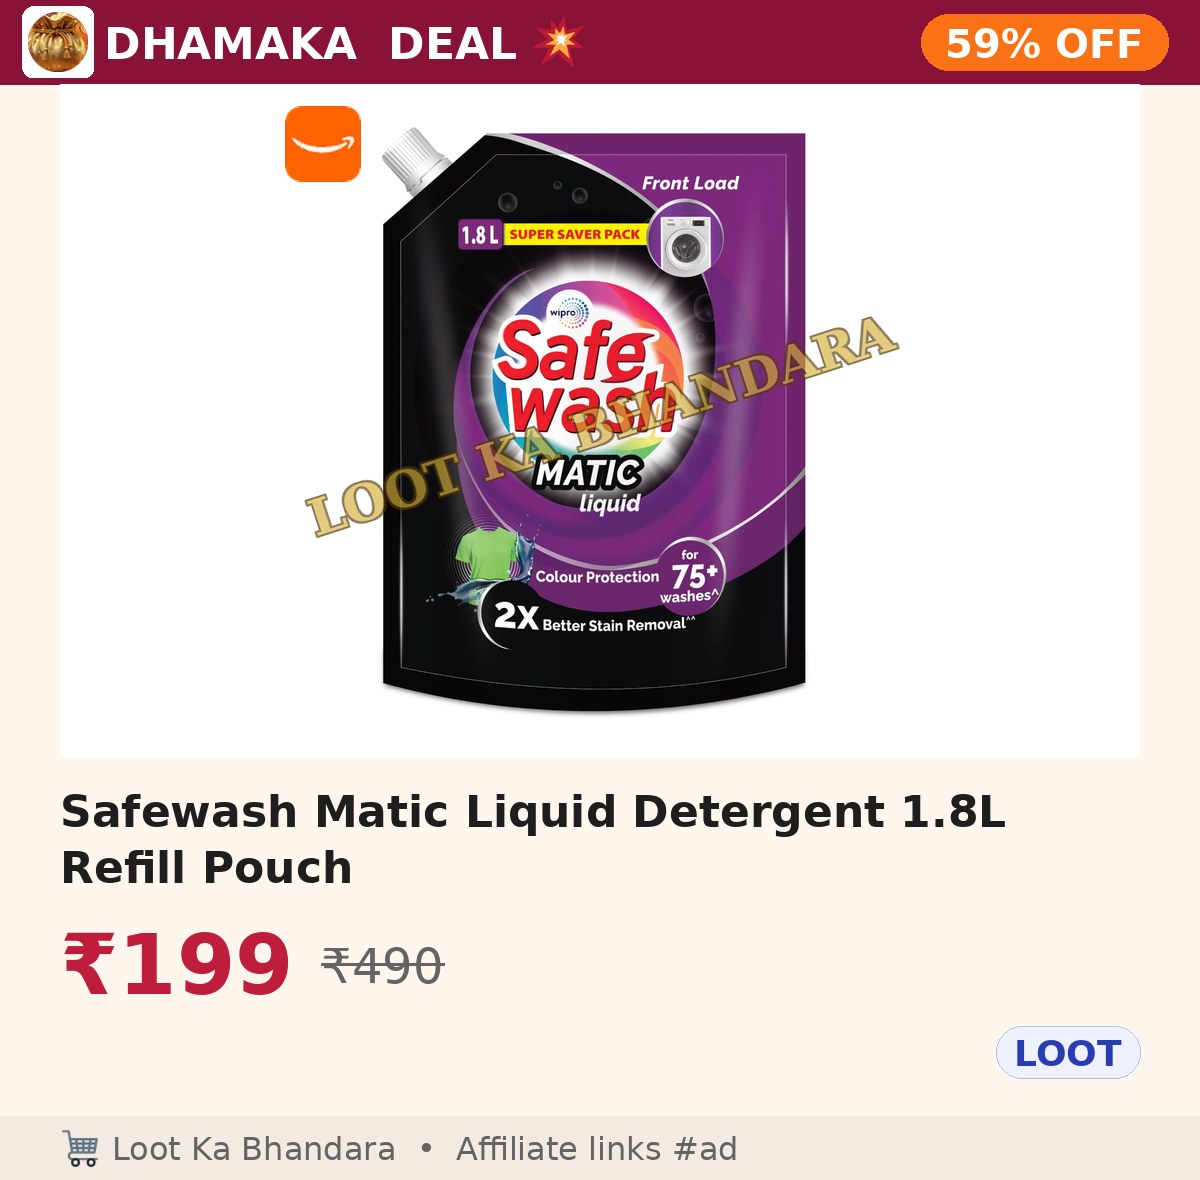 DHAMAKA DEAL 💥
59% OFF
Front Load
1.8 L SUPER SAVER PACK
wipro
Safe
wash
MATIC
liquid
LOOT KA BHANDARA
Colour Protection
for
75+
washes^
2X Better Stain Removal^^
Safewash Matic Liquid Detergent 1.8L
Refill Pouch
₹199 ₹490
LOOT
🛒 Loot Ka Bhandara • Affiliate links #ad